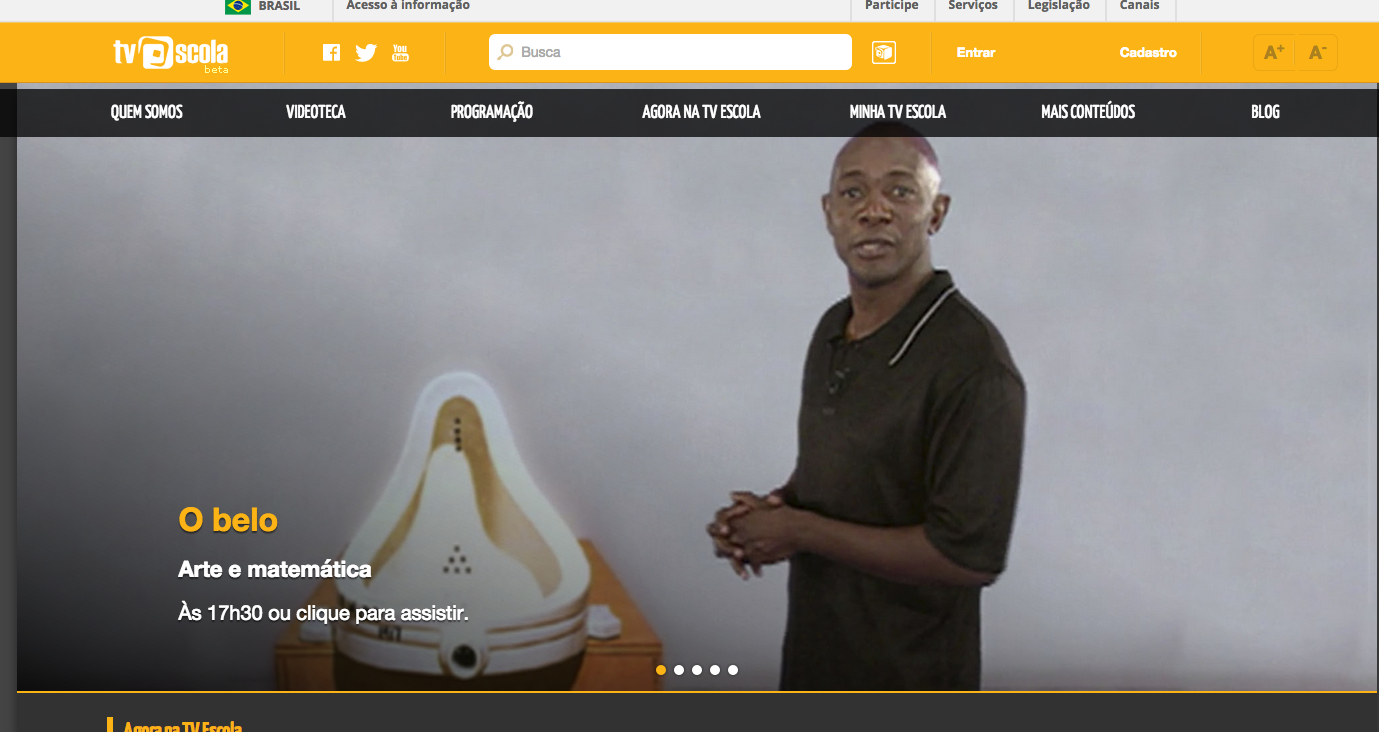 BRASIL
Acesso à informação
Participe
Serviços
Legislação
Canais
tv escola
beta
You
Tube
Busca
Entrar
Cadastro
A+
A-
QUEM SOMOS
VIDEOTECA
PROGRAMAÇÃO
AGORA NA TV ESCOLA
MINHA TV ESCOLA
MAIS CONTEÚDOS
BLOG
O belo
Arte e matemática
Às 17h30 ou clique para assistir.
Agora na TV Escola